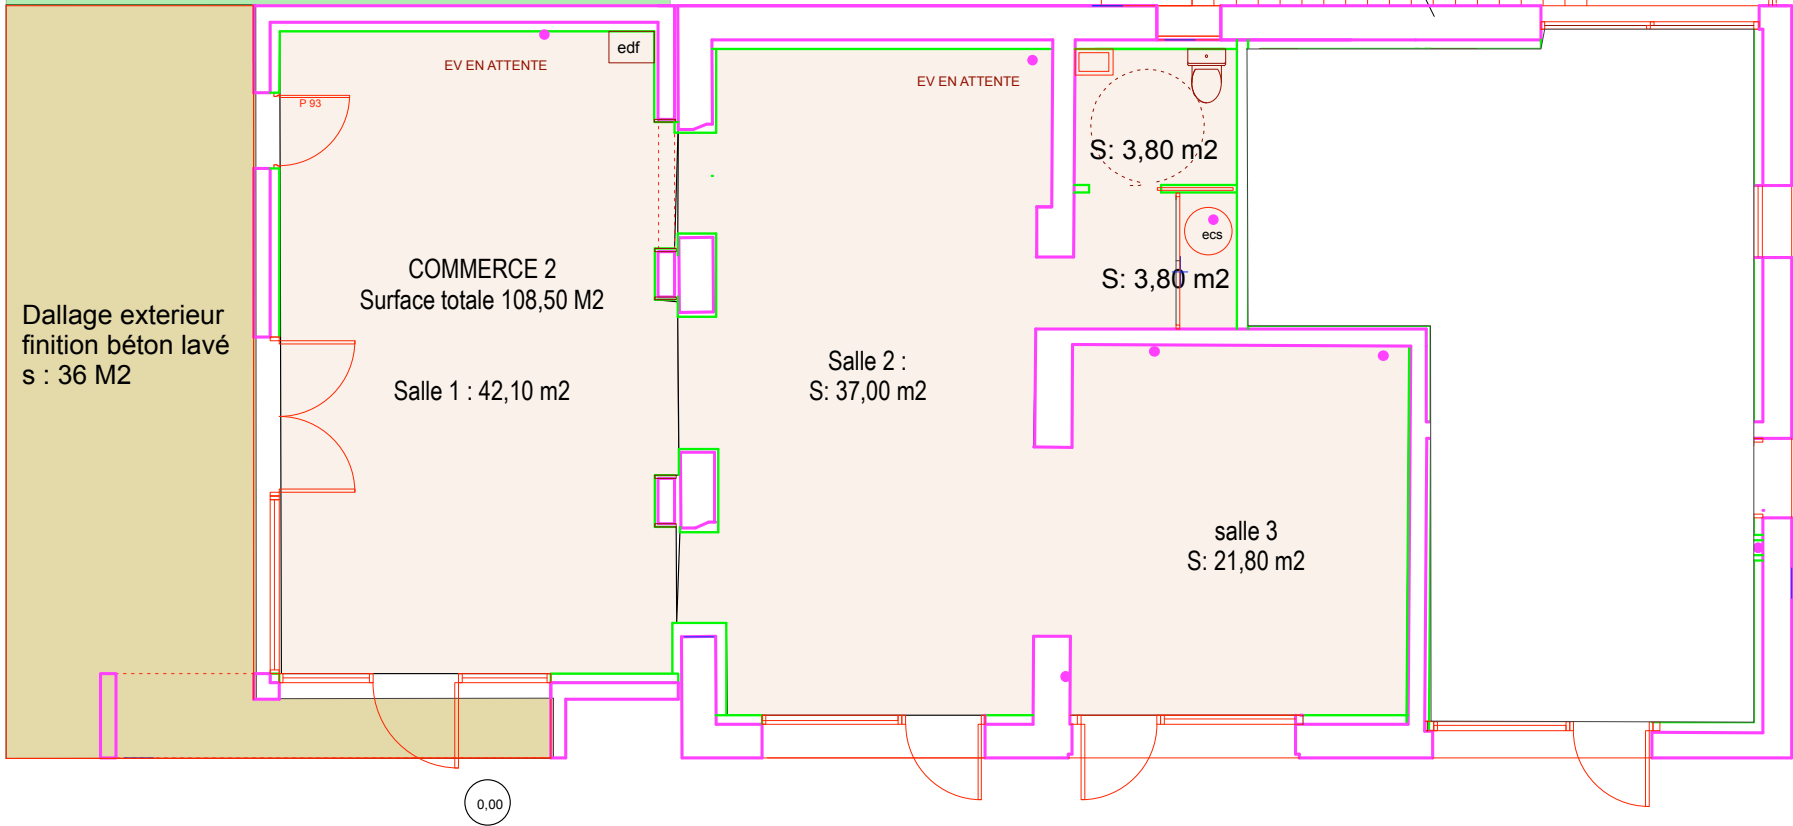 edf
EV EN ATTENTE
EV EN ATTENTE
P 93
S: 3,80 m2
ecs
S: 3,80 m2
COMMERCE 2
Surface totale 108,50 M2
Dallage exterieur
finition béton lavé
s : 36 M2
Salle 1 : 42,10 m2
Salle 2 :
S: 37,00 m2
salle 3
S: 21,80 m2
0,00